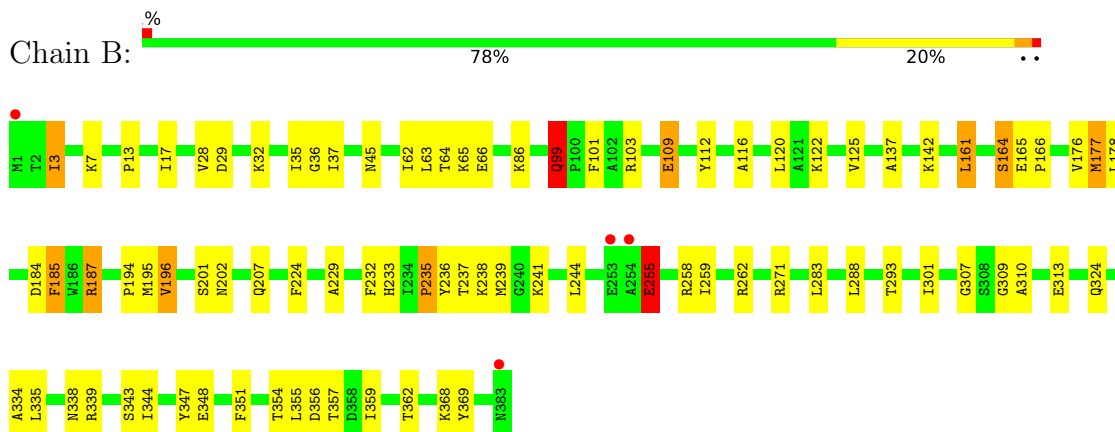 .%
Chain B:
78% 20% . .
M1 T2 I3 K7 P13 I17 V28 D29 K32 I35 G36 I37 N45 I62 L63 T64 K65 E66 K86 Q99 P100 F101 A102 R103 E109 Y112 A116 L120 A121 K122 V125 A137 K142 L161 S164 E165 P166 V176 M177 L178
D184 F185 W186 R187 P194 M195 V196 S201 N202 Q207 F224 A229 F232 H233 I234 P235 Y236 T237 K238 M239 G240 K241 L244 E253 A254 E255 R258 I259 R262 R271 L283 L288 T293 I301 G307 S308 G309 A310 E313 Q324
A334 L335 N338 R339 S343 I344 Y347 E348 F351 T354 L355 D356 T357 D358 I359 T362 K368 Y369 N383